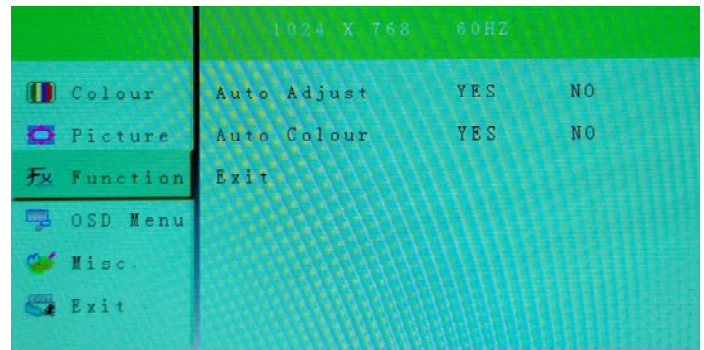 1024 X 768 60HZ
Colour Auto Adjust YES NO
Picture Auto Colour YES NO
Fx Function Exit
OSD Menu
Misc.
Exit